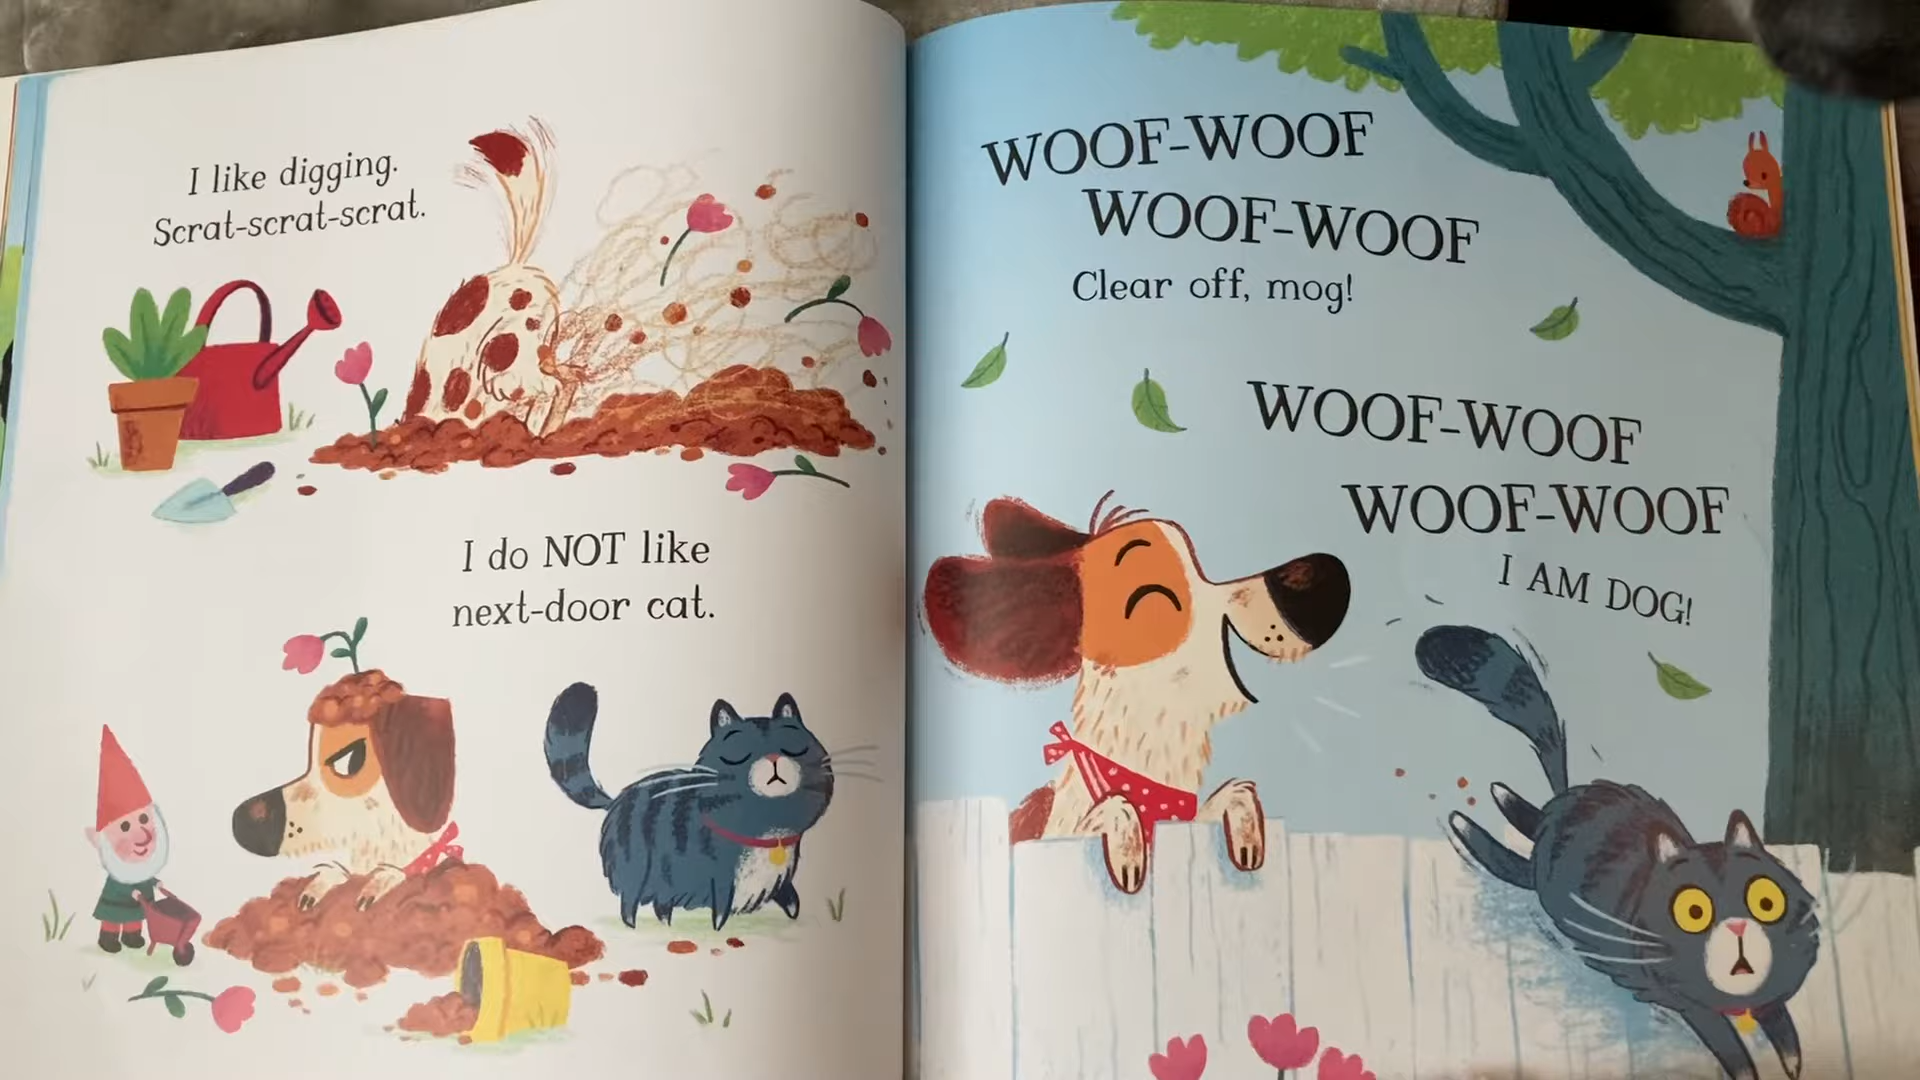 I like digging.
Scrat-scrat-scrat.
I do NOT like
next-door cat.
WOOF-WOOF
WOOF-WOOF
Clear off, mog!
WOOF-WOOF
WOOF-WOOF
I AM DOG!